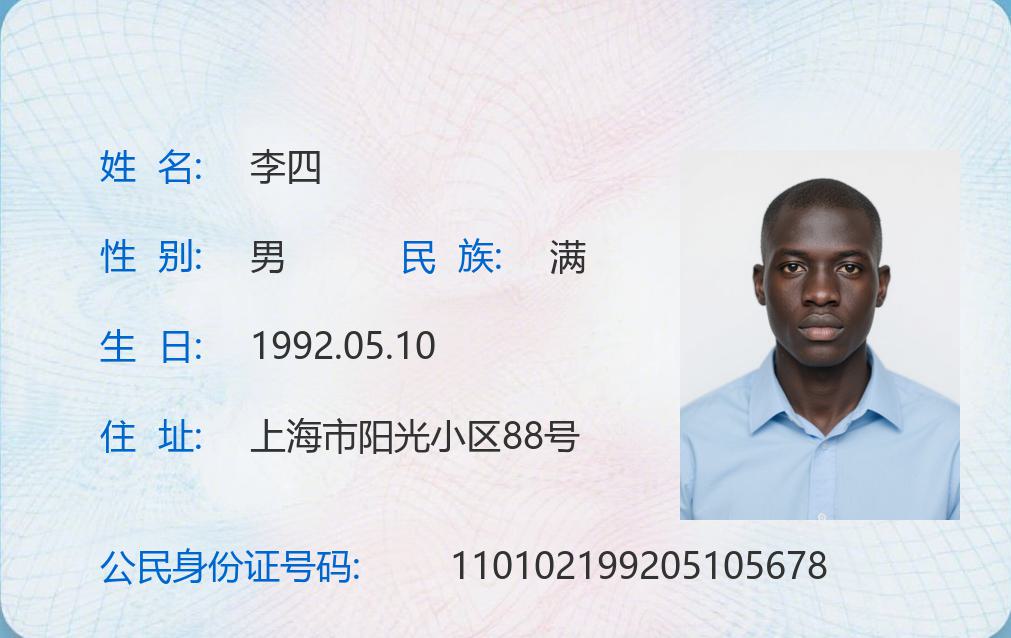 姓 名: 李四
性 别: 男 民 族: 满
生 日: 1992.05.10
住 址: 上海市阳光小区88号
公民身份证号码: 110102199205105678